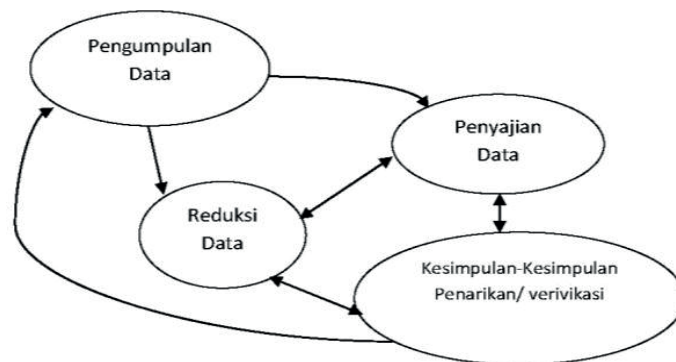 Pengumpulan
Data
Penyajian
Data
Reduksi
Data
Kesimpulan-Kesimpulan
Penarikan/ verivikasi